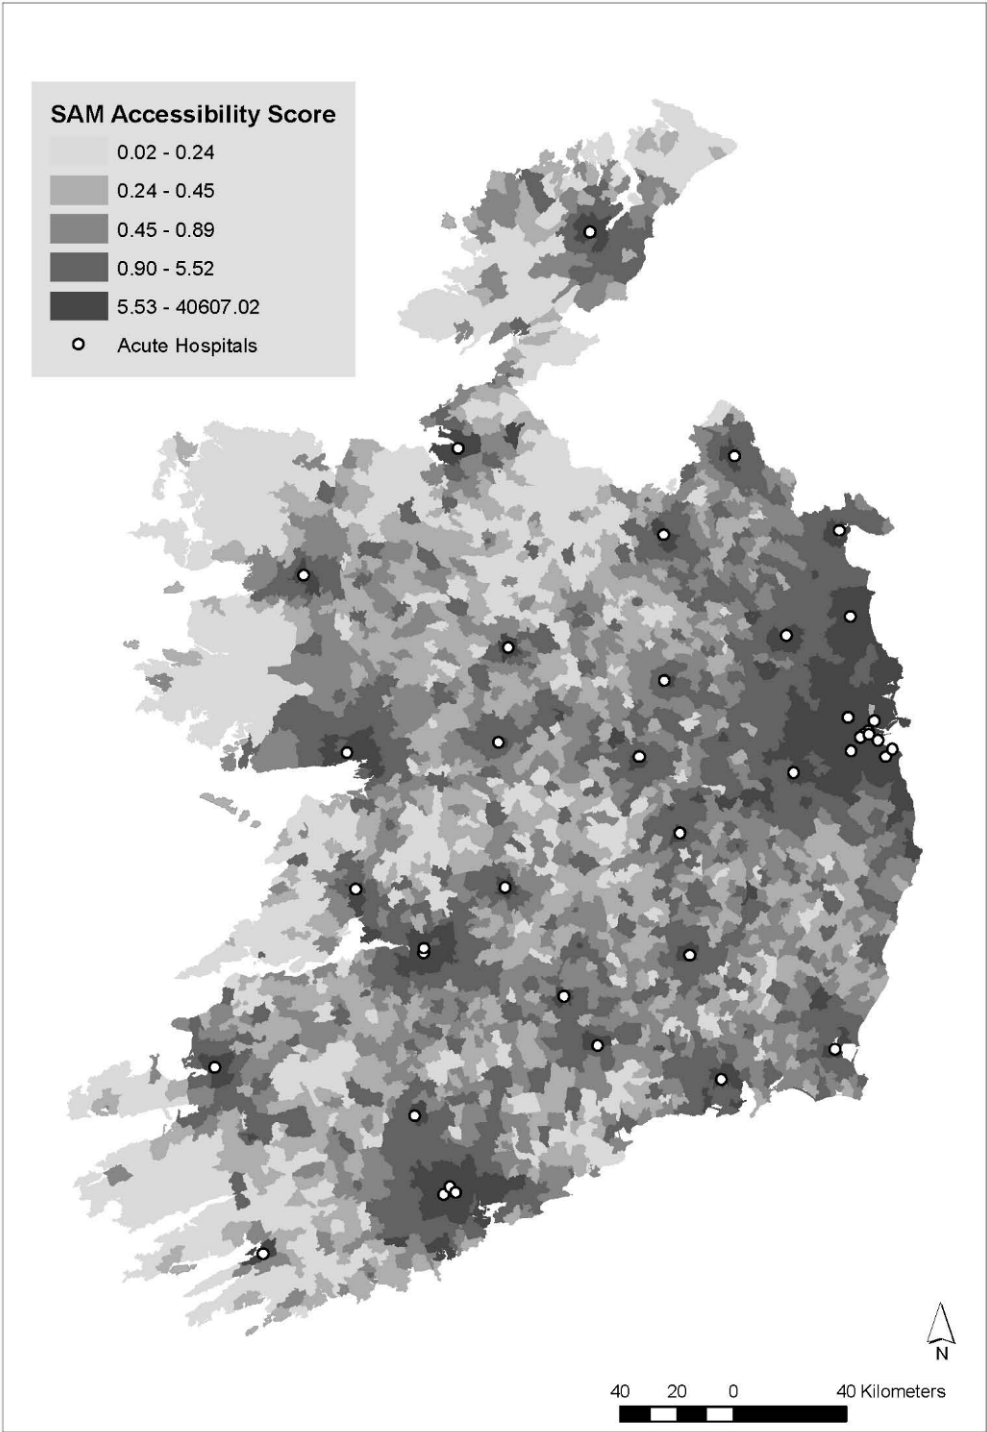 SAM Accessibility Score
0.02 - 0.24
0.24 - 0.45
0.45 - 0.89
0.90 - 5.52
5.53 - 40607.02
Acute Hospitals
N
40 20 0 40 Kilometers